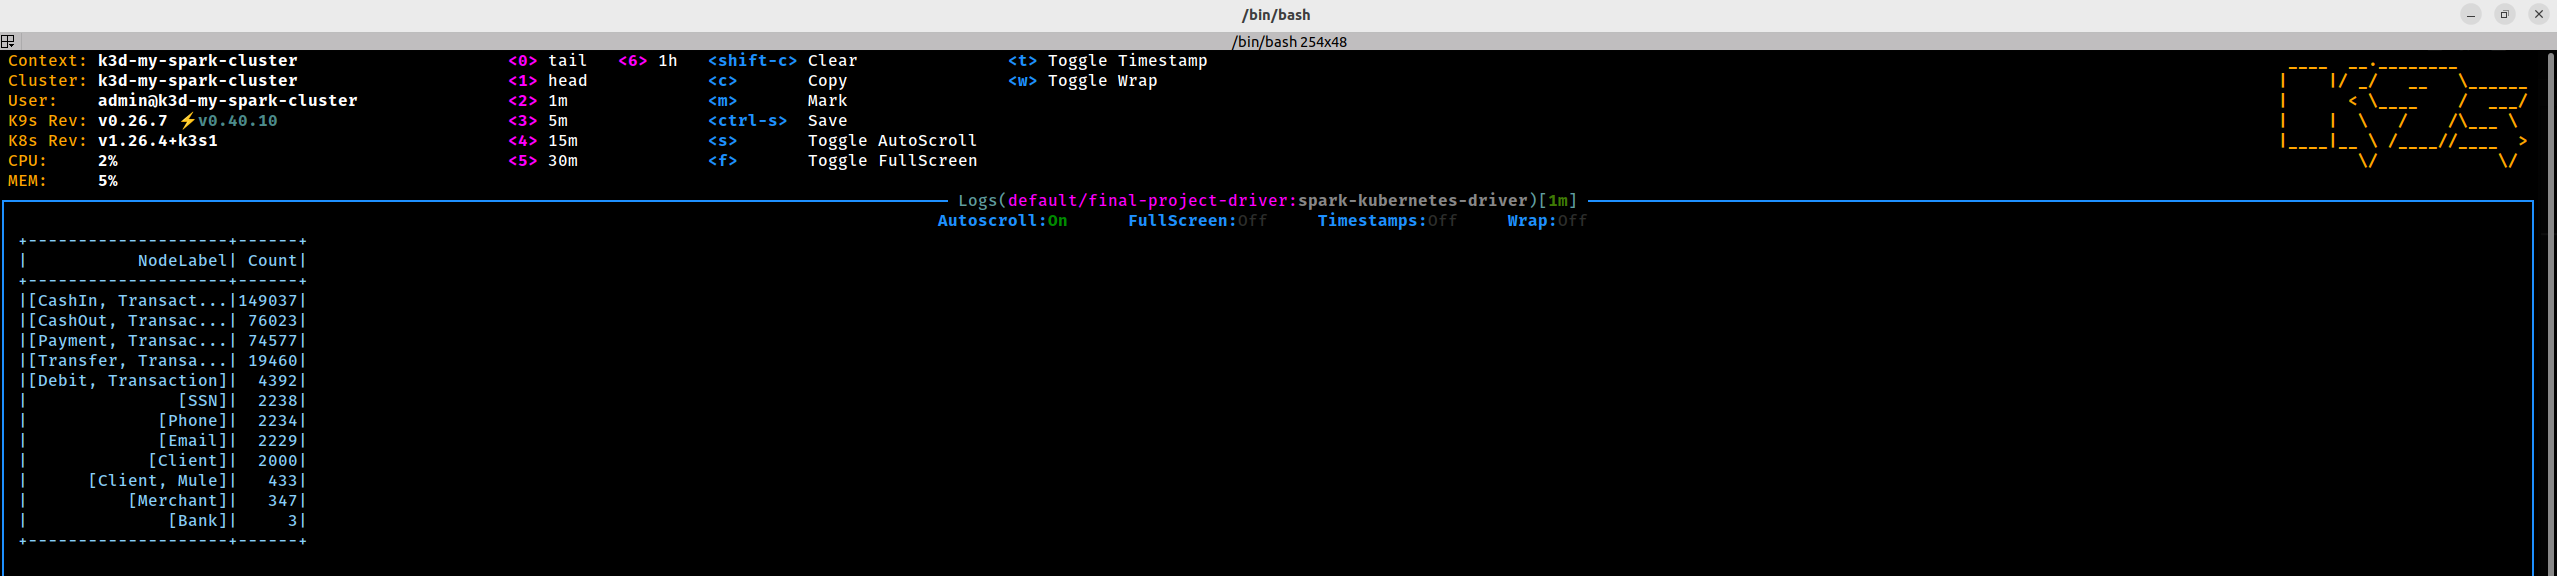 /bin/bash
/bin/bash 254x48
Context: k3d-my-spark-cluster <0> tail <6> 1h <shift-c> Clear <t> Toggle Timestamp
Cluster: k3d-my-spark-cluster <1> head <c> Copy <w> Toggle Wrap
User: admin@k3d-my-spark-cluster <2> 1m <m> Mark
K9s Rev: v0.26.7 ⚡v0.40.10 <3> 5m <ctrl-s> Save
K8s Rev: v1.26.4+k3s1 <4> 15m <s> Toggle AutoScroll
CPU: 2% <5> 30m <f> Toggle FullScreen
MEM: 5%
Logs(default/final-project-driver:spark-kubernetes-driver)[1m]
Autoscroll:On FullScreen:Off Timestamps:Off Wrap:Off
+--------------------+------+
|           NodeLabel| Count|
+--------------------+------+
|[CashIn, Transact...|149037|
|[CashOut, Transac...| 76023|
|[Payment, Transac...| 74577|
|[Transfer, Transa...| 19460|
|[Debit, Transaction]|  4392|
|               [SSN]|  2238|
|             [Phone]|  2234|
|             [Email]|  2229|
|            [Client]|  2000|
|      [Client, Mule]|   433|
|          [Merchant]|   347|
|              [Bank]|     3|
+--------------------+------+